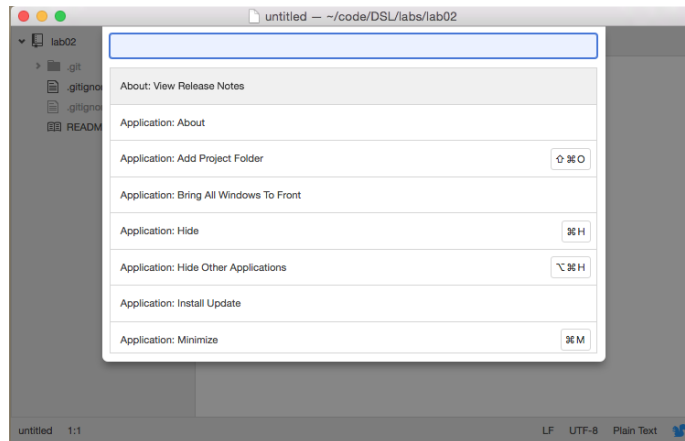 untitled — ~/code/DSL/labs/lab02
lab02
.git
.gitigno
.gitigno
READM
About: View Release Notes
Application: About
Application: Add Project Folder ⇧⌘O
Application: Bring All Windows To Front
Application: Hide ⌘H
Application: Hide Other Applications ⌥⌘H
Application: Install Update
Application: Minimize ⌘M
untitled 1:1 LF UTF-8 Plain Text